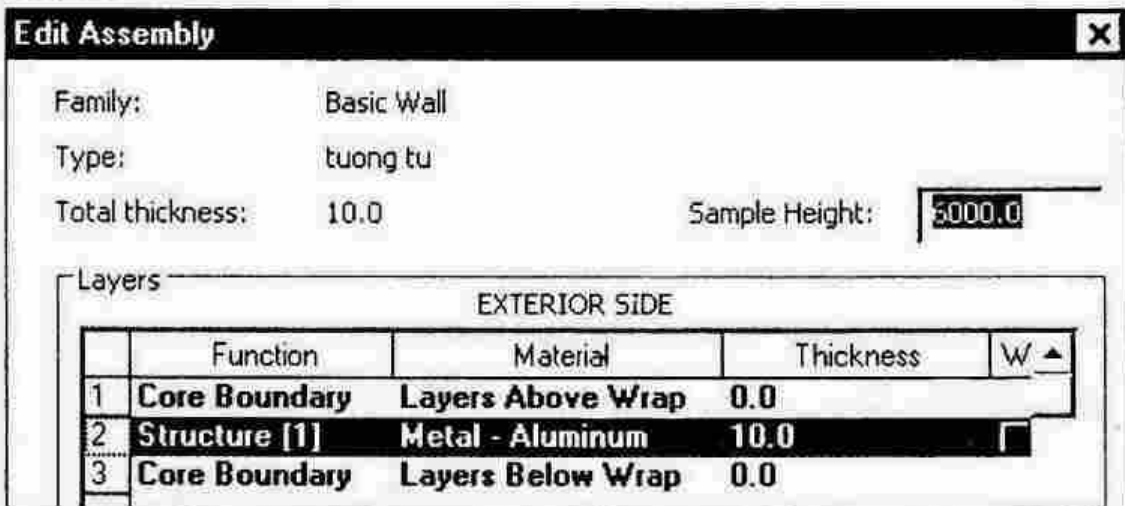 Edit Assembly
Family: Basic Wall
Type: tuong tu
Total thickness: 10.0 Sample Height: 6000.0
Layers
EXTERIOR SIDE
Function Material Thickness W
1 Core Boundary Layers Above Wrap 0.0
2 Structure [1] Metal - Aluminum 10.0
3 Core Boundary Layers Below Wrap 0.0